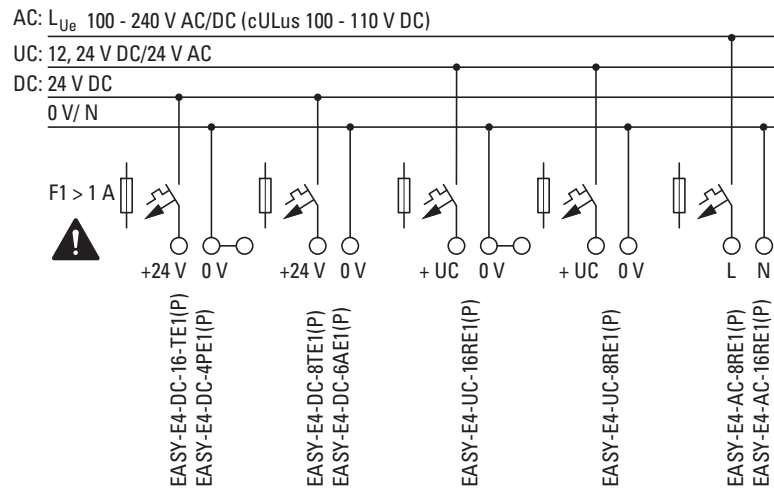 AC: L_Ue 100 - 240 V AC/DC (cULus 100 - 110 V DC)
UC: 12, 24 V DC/24 V AC
DC: 24 V DC
0 V/ N
F1 > 1 A
+24 V 0 V +24 V 0 V + UC 0 V + UC 0 V L N
EASY-E4-DC-16-TE1(P)
EASY-E4-DC-4PE1(P)
EASY-E4-DC-8TE1(P)
EASY-E4-DC-6AE1(P)
EASY-E4-UC-16RE1(P)
EASY-E4-UC-8RE1(P)
EASY-E4-AC-8RE1(P)
EASY-E4-AC-16RE1(P)